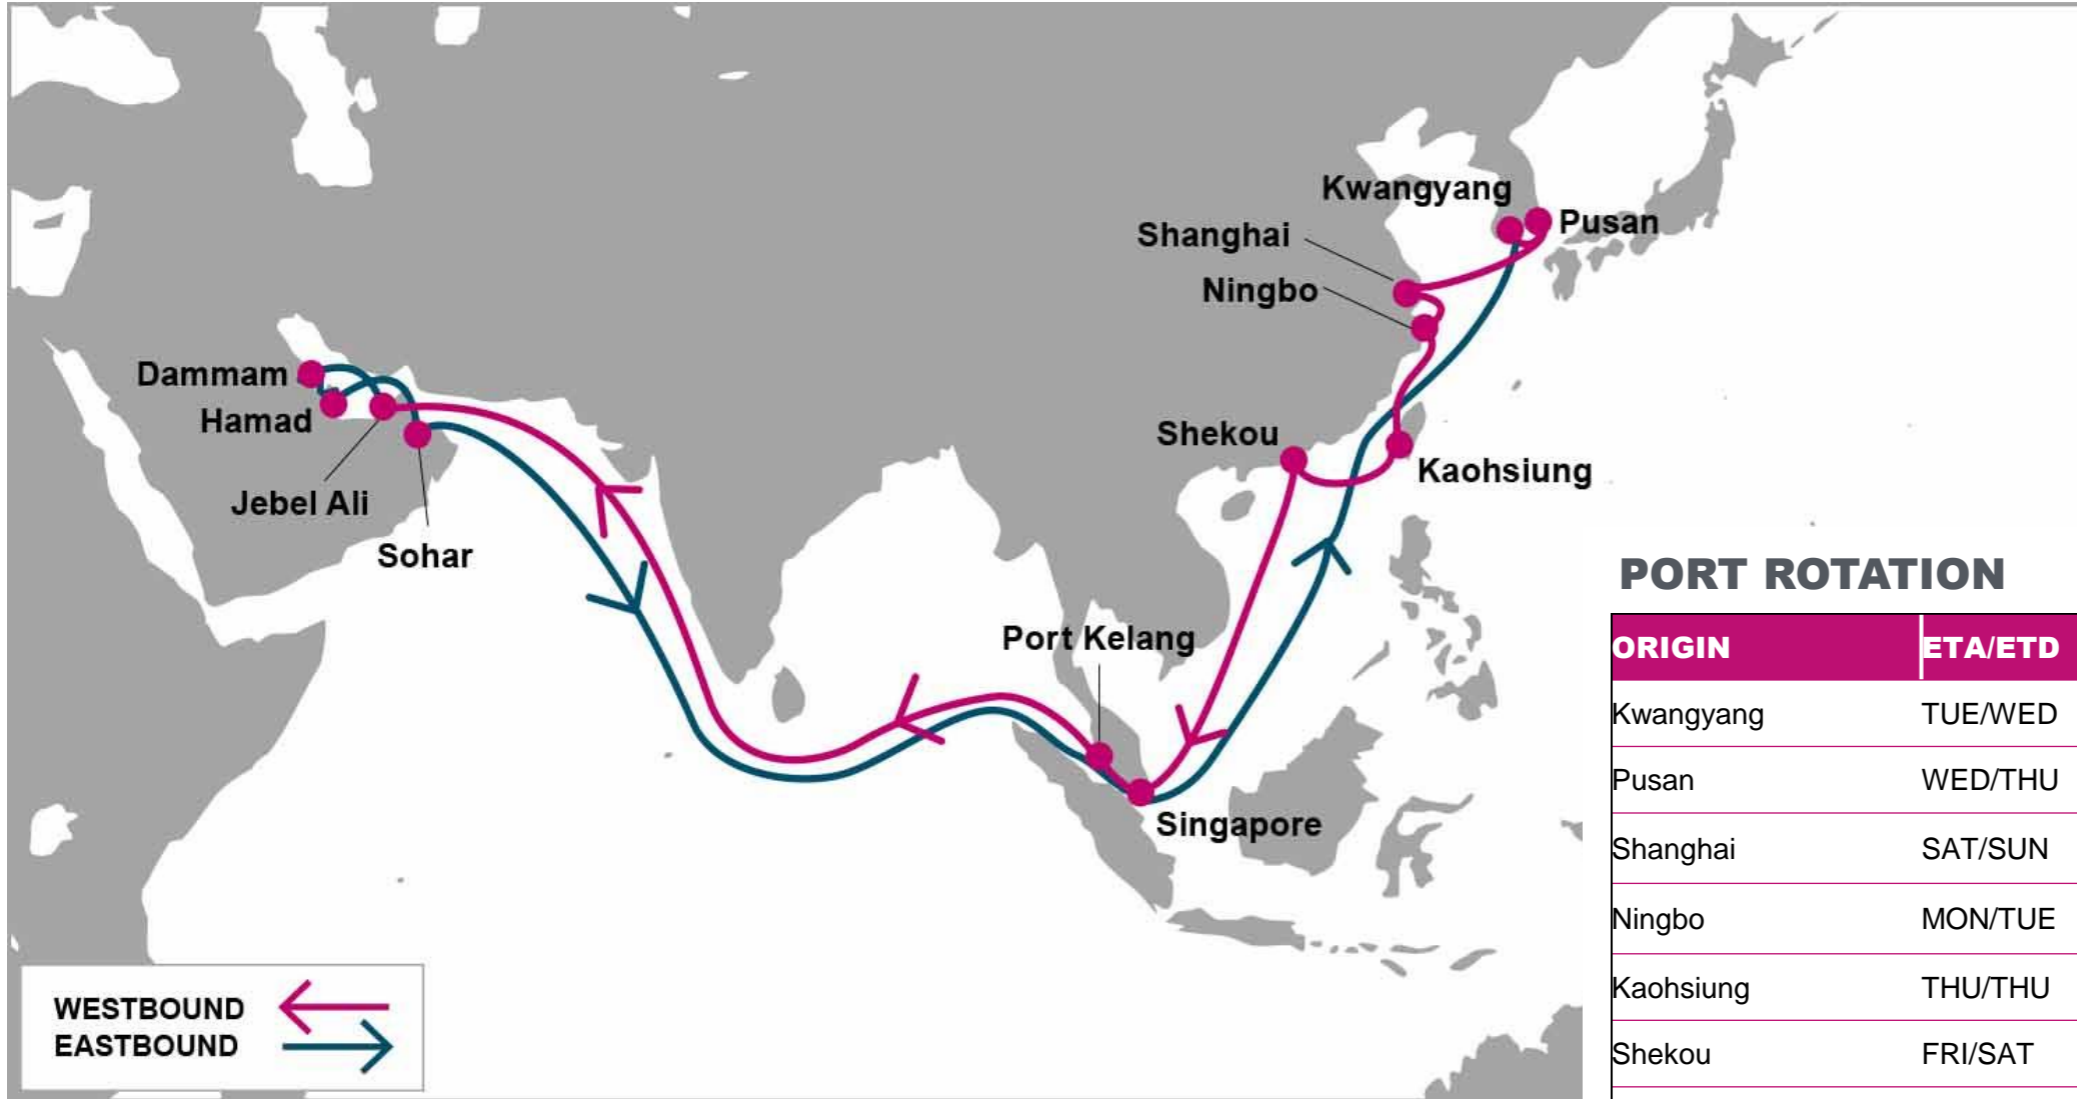 Kwangyang
Pusan
Shanghai
Ningbo
Dammam
Hamad
Shekou
Kaohsiung
Jebel Ali
Sohar
Port Kelang
Singapore
WESTBOUND
EASTBOUND
PORT ROTATION
ORIGIN ETA/ETD
Kwangyang TUE/WED
Pusan WED/THU
Shanghai SAT/SUN
Ningbo MON/TUE
Kaohsiung THU/THU
Shekou FRI/SAT